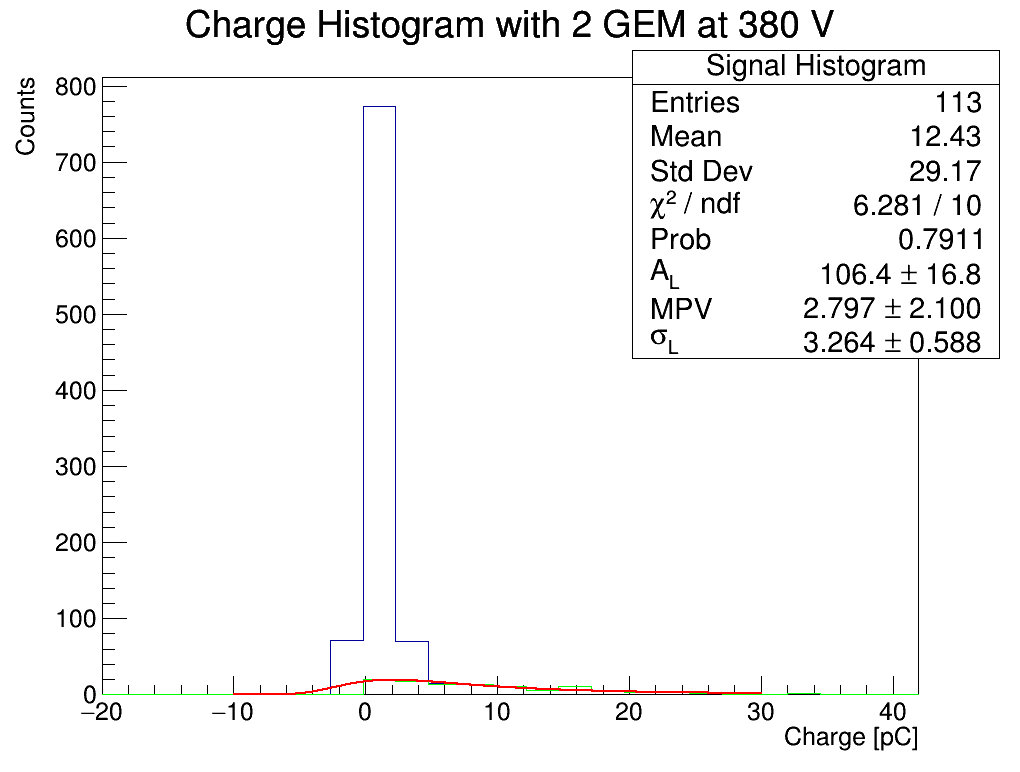 Charge Histogram with 2 GEM at 380 V
Signal Histogram
Entries 113
Mean 12.43
Std Dev 29.17
χ² / ndf 6.281 / 10
Prob 0.7911
A_L 106.4 ± 16.8
MPV 2.797 ± 2.100
σ_L 3.264 ± 0.588
Counts
800
700
600
500
400
300
200
100
0
−20 −10 0 10 20 30 40
Charge [pC]